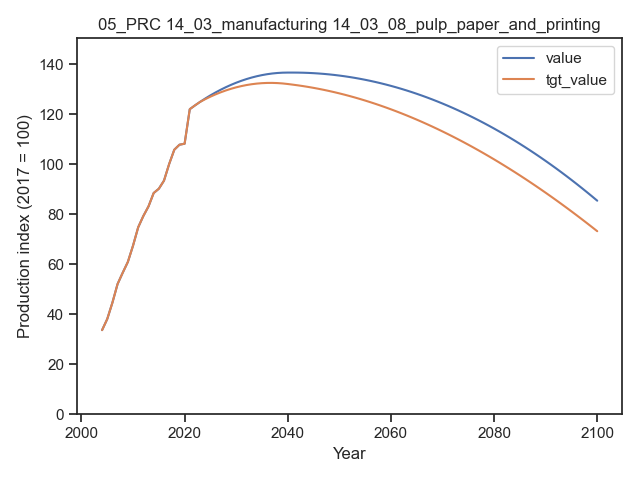 05_PRC 14_03_manufacturing 14_03_08_pulp_paper_and_printing
value
tgt_value
Production index (2017 = 100)
140
120
100
80
60
40
20
0
2000
2020
2040
2060
2080
2100
Year